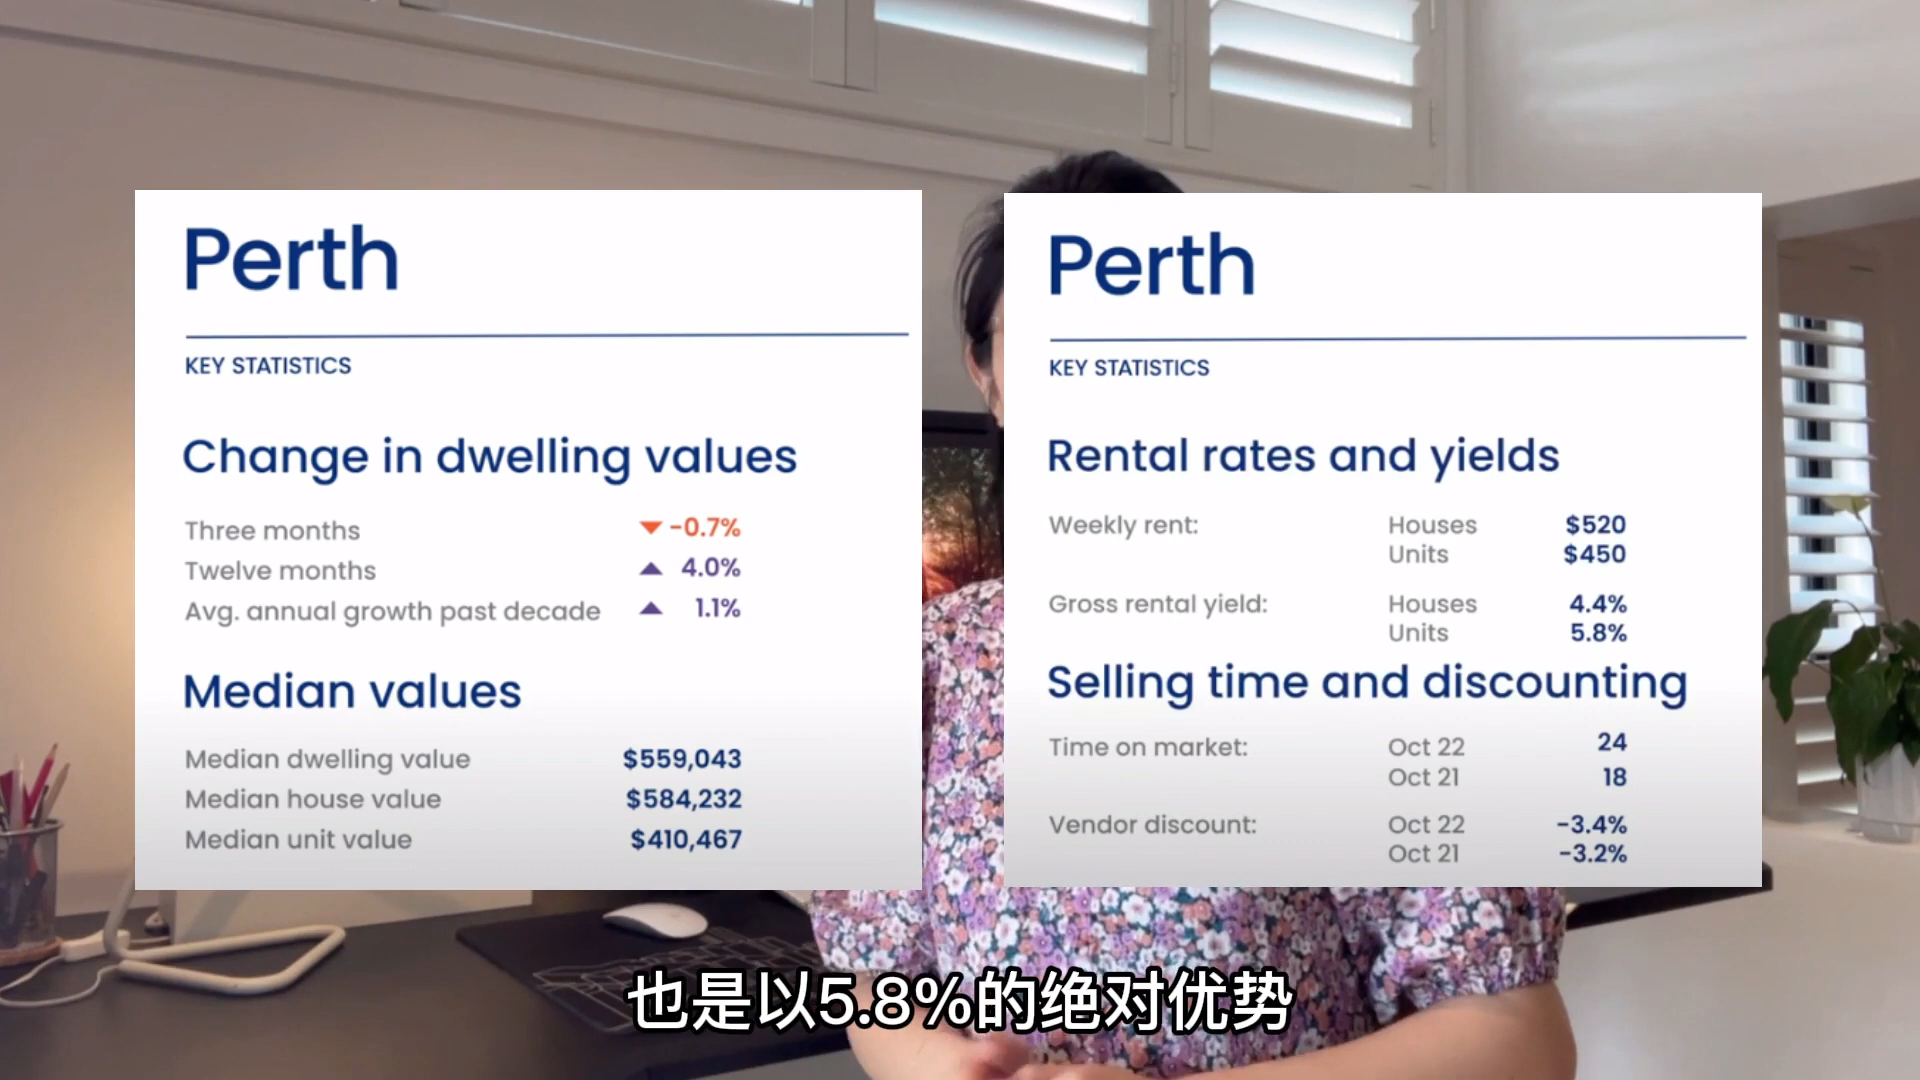 Perth
KEY STATISTICS
Change in dwelling values
Three months ▼ -0.7%
Twelve months ▲ 4.0%
Avg. annual growth past decade ▲ 1.1%
Median values
Median dwelling value $559,043
Median house value $584,232
Median unit value $410,467
Perth
KEY STATISTICS
Rental rates and yields
Weekly rent: Houses $520
Units $450
Gross rental yield: Houses 4.4%
Units 5.8%
Selling time and discounting
Time on market: Oct 22 24
Oct 21 18
Vendor discount: Oct 22 -3.4%
Oct 21 -3.2%
也是以5.8%的绝对优势